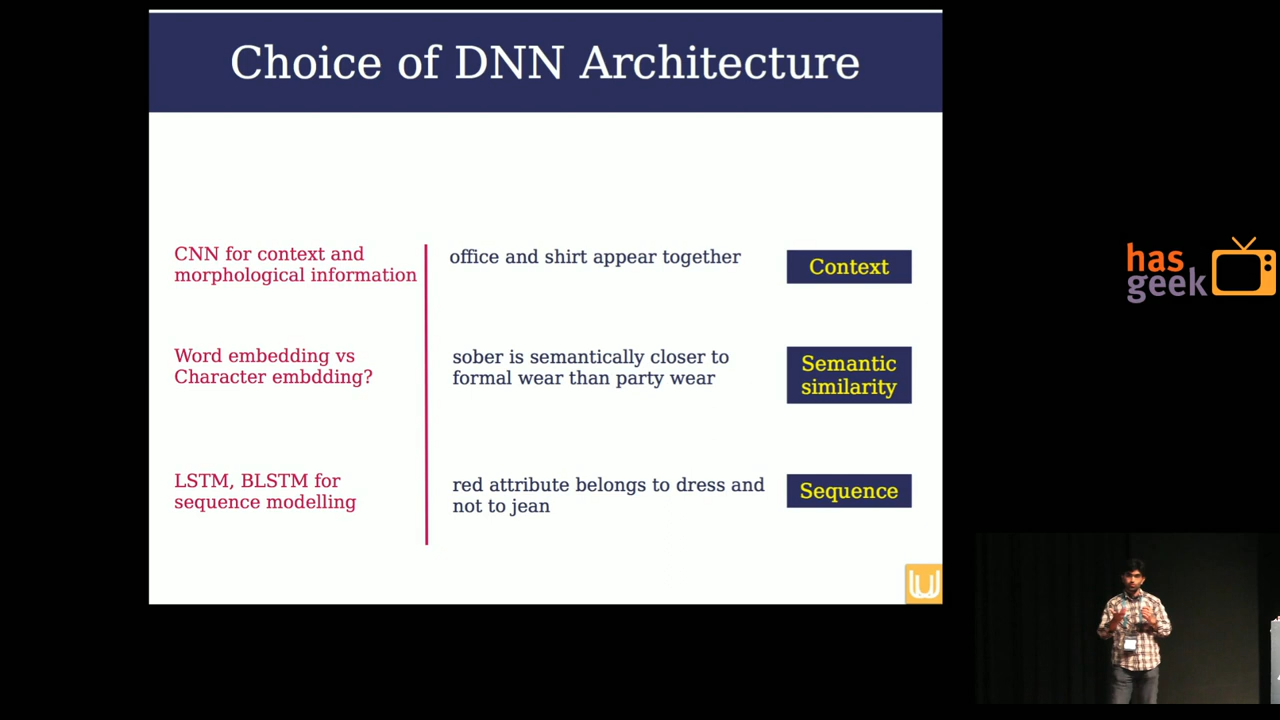 Choice of DNN Architecture
CNN for context and
morphological information
office and shirt appear together
Context
Word embedding vs
Character embdding?
sober is semantically closer to
formal wear than party wear
Semantic
similarity
LSTM, BLSTM for
sequence modelling
red attribute belongs to dress and
not to jean
Sequence
has
geek